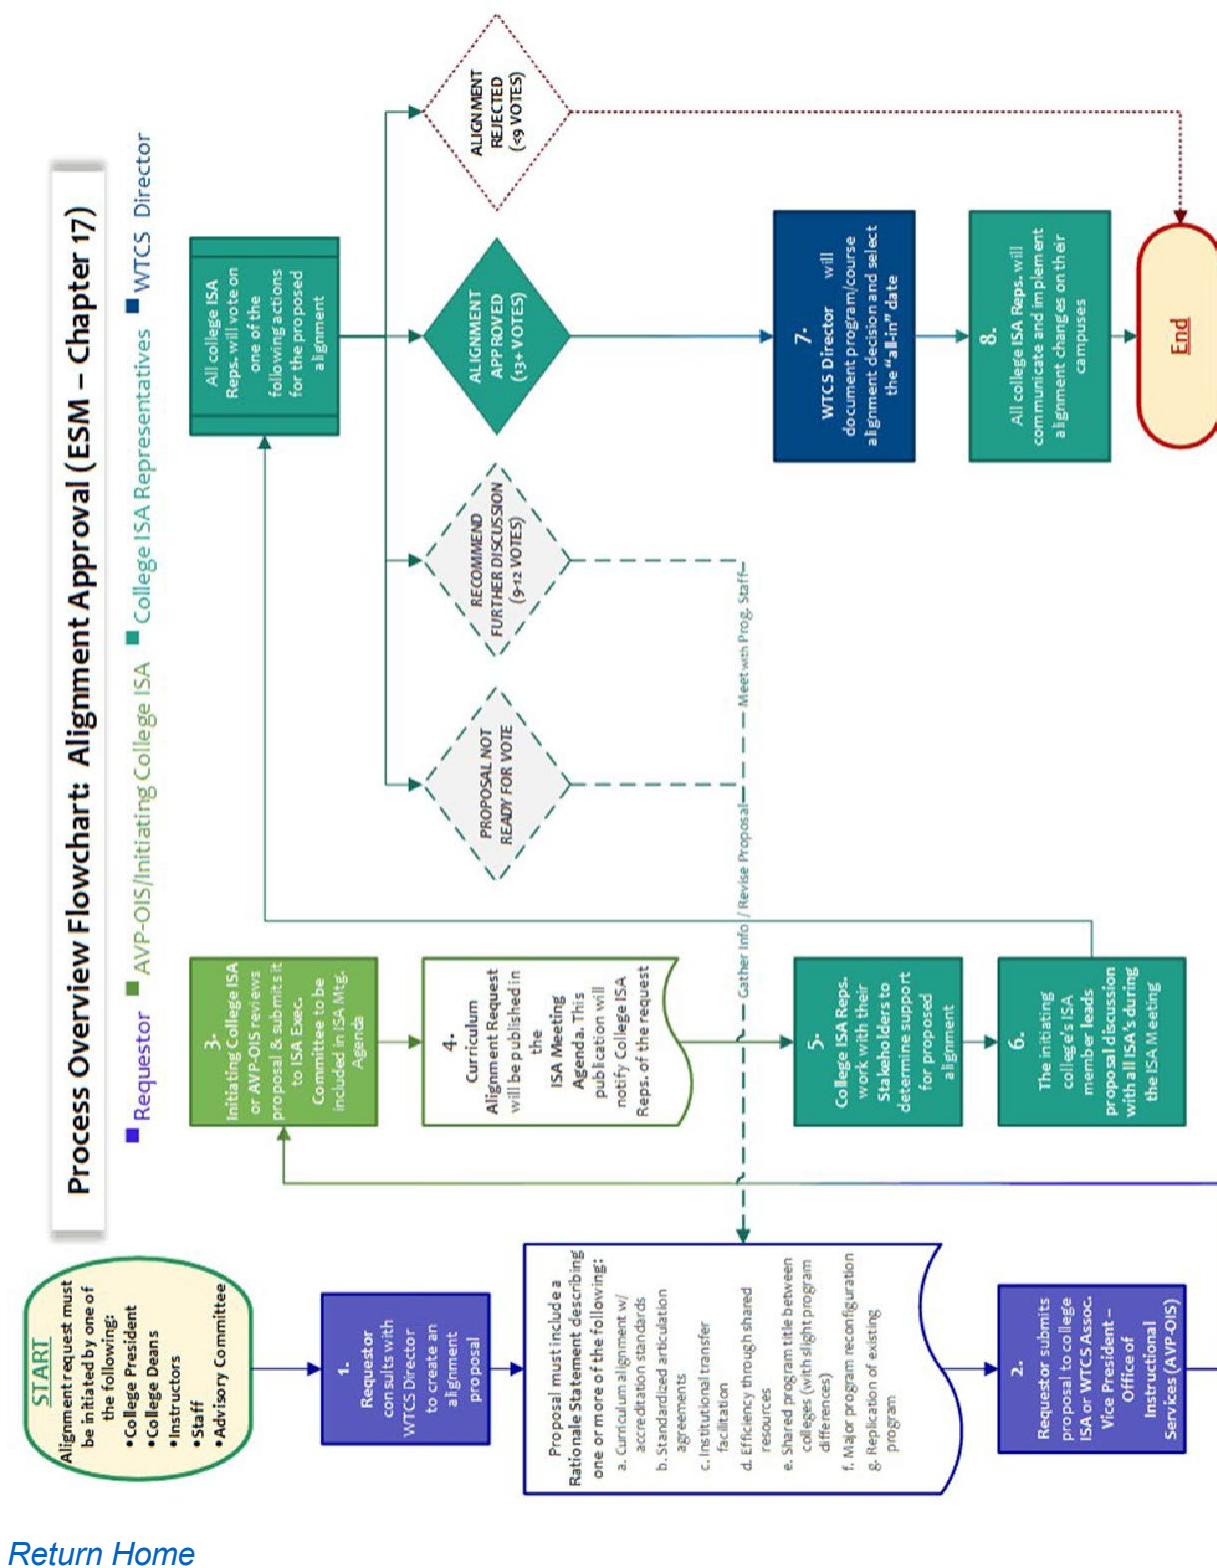 Process Overview Flowchart: Alignment Approval (ESM – Chapter 17)
Requestor
AVP-OIS/Initiating College ISA
College ISA Representatives
WTCS Director
START
Alignment request must
be initiated by one of
the following:
•College President
•College Deans
•Instructors
•Staff
•Advisory Committee
1.
Requestor
consults with
WTCS Director
to create an
alignment
proposal
Proposal must include a
Rationale Statement describing
one or more of the following:
a. Curriculum alignment w/
accreditation standards
b. Standardized articulation
agreements
c. Institutional transfer
facilitation
d. Efficiency through shared
resources
e. Shared program title between
colleges (with slight program
differences)
f. Major program reconfiguration
g. Replication of existing
program
2.
Requestor submits
proposal to college
ISA or WTCS Assoc.
Vice President –
Office of
Instructional
Services (AVP-OIS)
3.
Initiating College ISA
or AVP-OIS reviews
proposal & submits it
to ISA Exec.
Committee to be
included in ISA Mtg.
Agenda
4.
Curriculum
Alignment Request
will be published in
the
ISA Meeting
Agenda. This
publication will
notify College ISA
Reps. of the request
5.
College ISA Reps.
work with their
Stakeholders to
determine support
for proposed
alignment
6.
The initiating
college's ISA
member leads
proposal discussion
with all ISA's during
the ISA Meeting
All college ISA
Reps. will vote on
one of the
following actions
for the proposed
alignment
PROPOSAL NOT
READY FOR VOTE
RECOMMEND
FURTHER DISCUSSION
(9-12 VOTES)
ALIGNMENT
APPROVED
(13+ VOTES)
ALIGNMENT
REJECTED
(<9 VOTES)
Gather Info / Revise Proposal
Meet with Prog. Staff
7.
WTCS Director will
document program/course
alignment decision and select
the "all-in" date
8.
All college ISA Reps. will
communicate and implement
alignment changes on their
campuses
End
Return Home